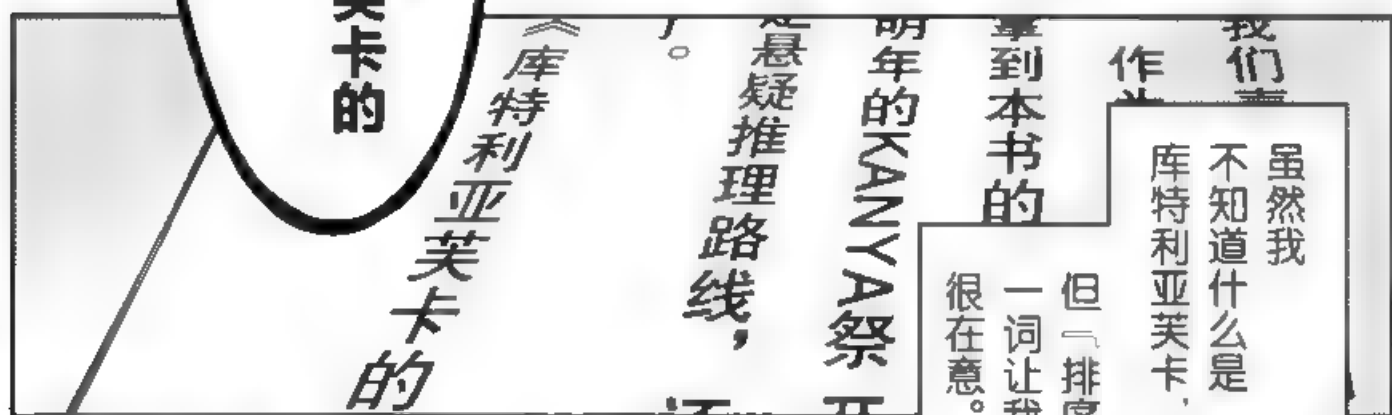 虽然我
不知道什么是
库特利亚芙卡,
但『排序
一词让我
很在意。
我们
作为
拿到本书的
明年的KANYA祭
是悬疑推理路线，
。
《库特利亚芙卡的
芙卡的